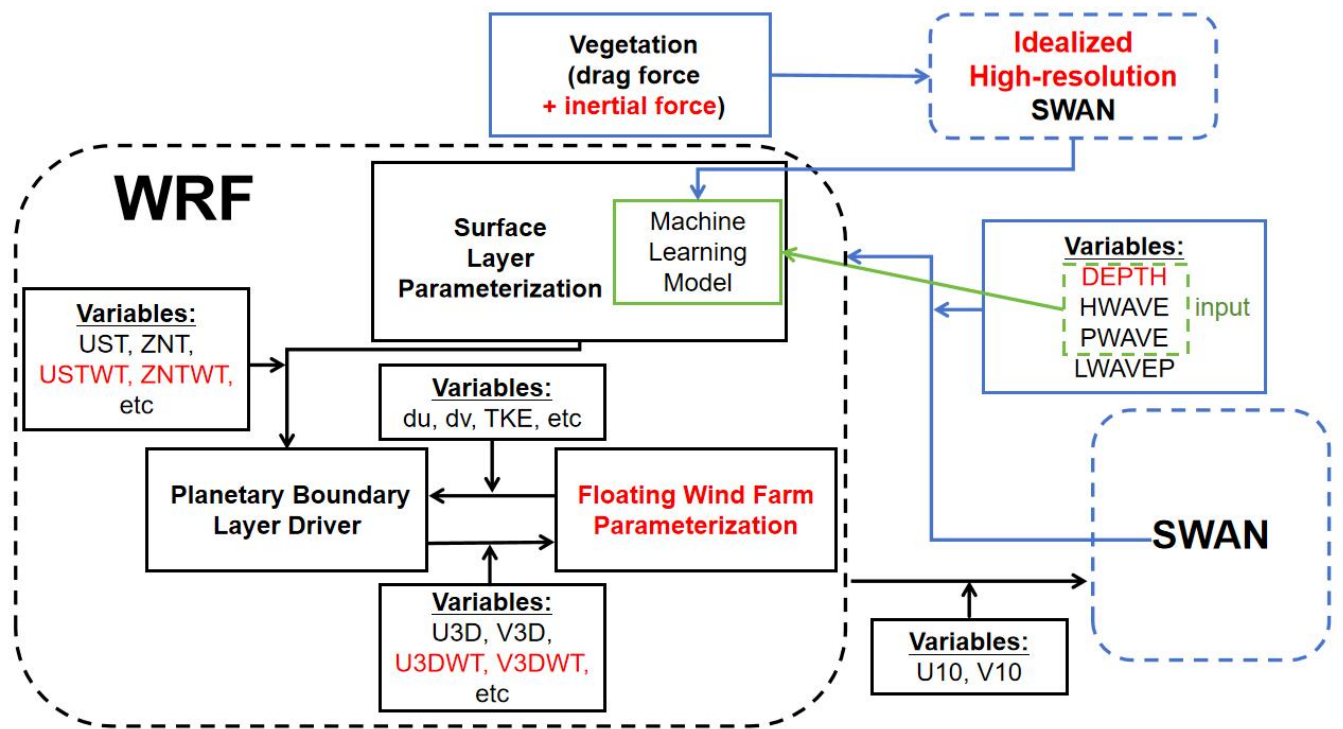 Vegetation
(drag force
+ inertial force)
Idealized
High-resolution
SWAN
WRF
Surface
Layer
Parameterization
Machine
Learning
Model
Variables:
DEPTH
HWAVE
PWAVE
LWAVEP
input
Variables:
UST, ZNT,
USTWT, ZNTWT,
etc
Variables:
du, dv, TKE, etc
Planetary Boundary
Layer Driver
Floating Wind Farm
Parameterization
SWAN
Variables:
U3D, V3D,
U3DWT, V3DWT,
etc
Variables:
U10, V10